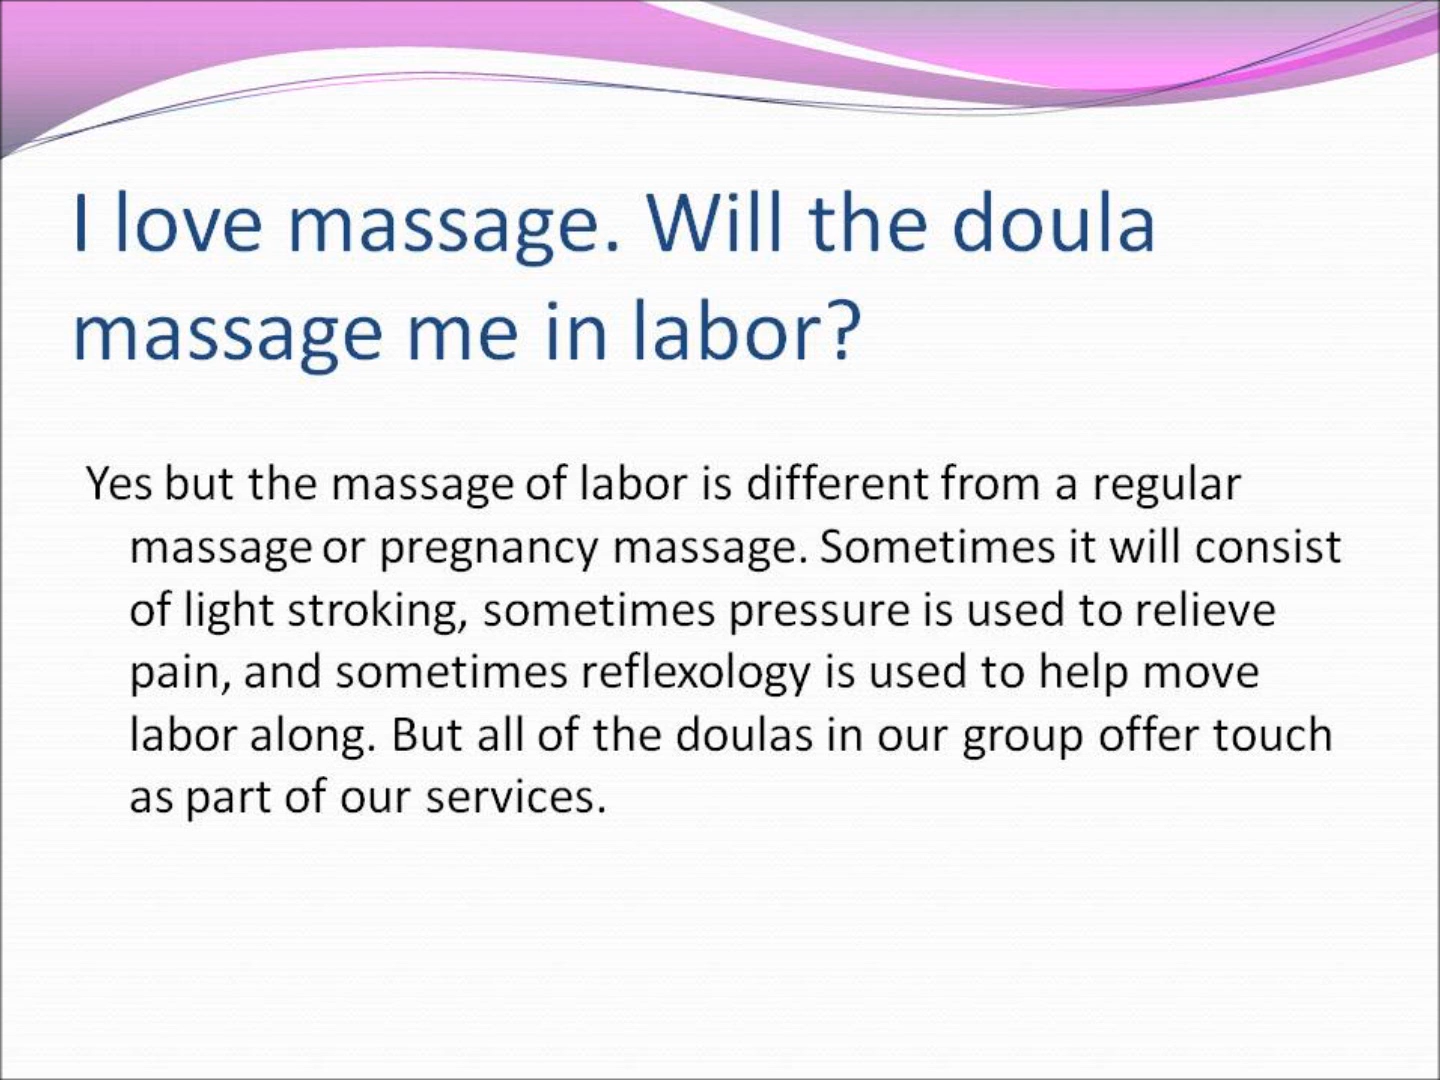 I love massage. Will the doula
massage me in labor?
Yes but the massage of labor is different from a regular
massage or pregnancy massage. Sometimes it will consist
of light stroking, sometimes pressure is used to relieve
pain, and sometimes reflexology is used to help move
labor along. But all of the doulas in our group offer touch
as part of our services.